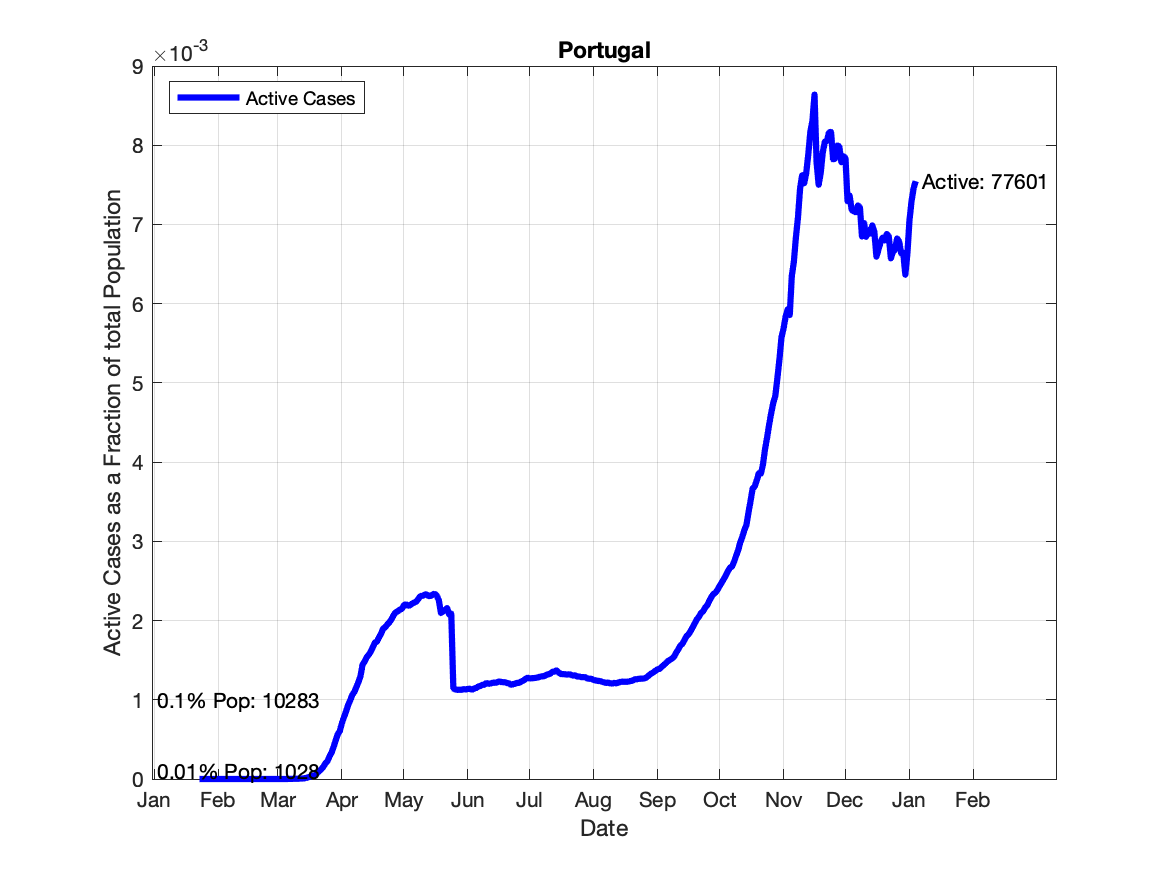 Portugal
×10-3
9
Active Cases
8
Active: 77601
7
6
5
4
3
2
1
0.1% Pop: 10283
0
0.01% Pop: 1028
Active Cases as a Fraction of total Population
Jan Feb Mar Apr May Jun Jul Aug Sep Oct Nov Dec Jan Feb
Date